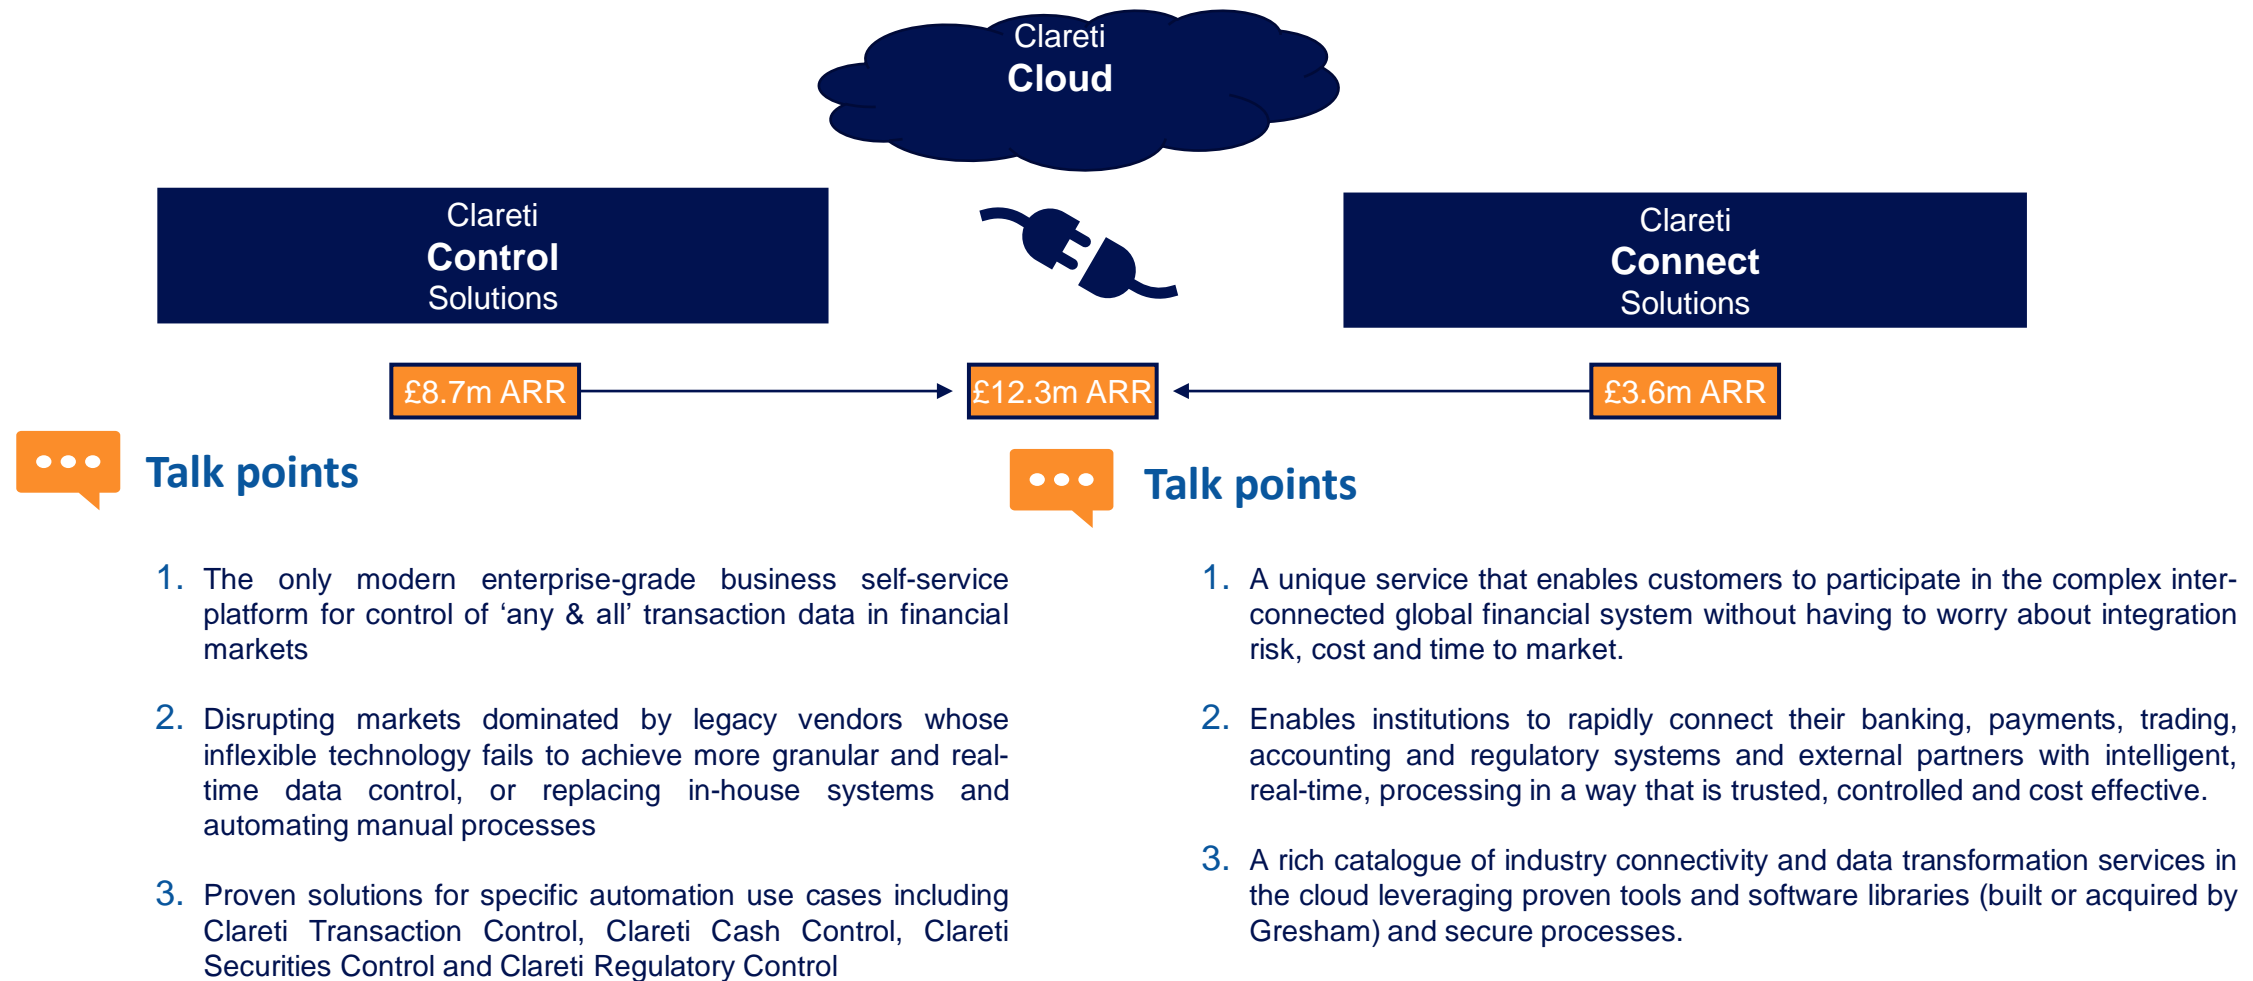 Clareti
Cloud
Clareti
Control
Solutions
Clareti
Connect
Solutions
£8.7m ARR
£12.3m ARR
£3.6m ARR
Talk points
1. The only modern enterprise-grade business self-service
platform for control of ‘any & all’ transaction data in financial
markets
2. Disrupting markets dominated by legacy vendors whose
inflexible technology fails to achieve more granular and real-
time data control, or replacing in-house systems and
automating manual processes
3. Proven solutions for specific automation use cases including
Clareti Transaction Control, Clareti Cash Control, Clareti
Securities Control and Clareti Regulatory Control
Talk points
1. A unique service that enables customers to participate in the complex inter-
connected global financial system without having to worry about integration
risk, cost and time to market.
2. Enables institutions to rapidly connect their banking, payments, trading,
accounting and regulatory systems and external partners with intelligent,
real-time, processing in a way that is trusted, controlled and cost effective.
3. A rich catalogue of industry connectivity and data transformation services in
the cloud leveraging proven tools and software libraries (built or acquired by
Gresham) and secure processes.